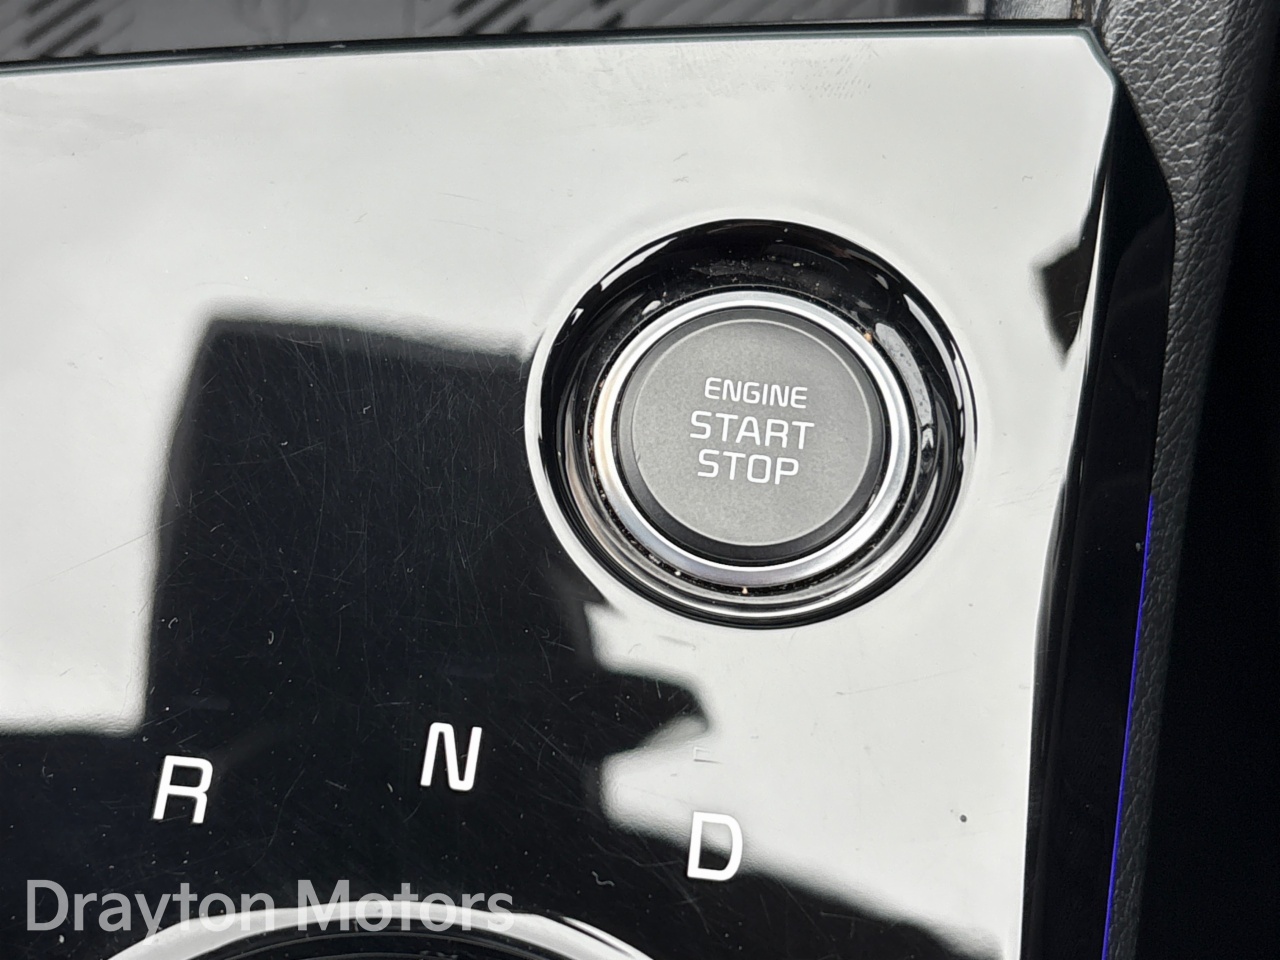 ENGINE
START
STOP
R N D
Drayton Motors